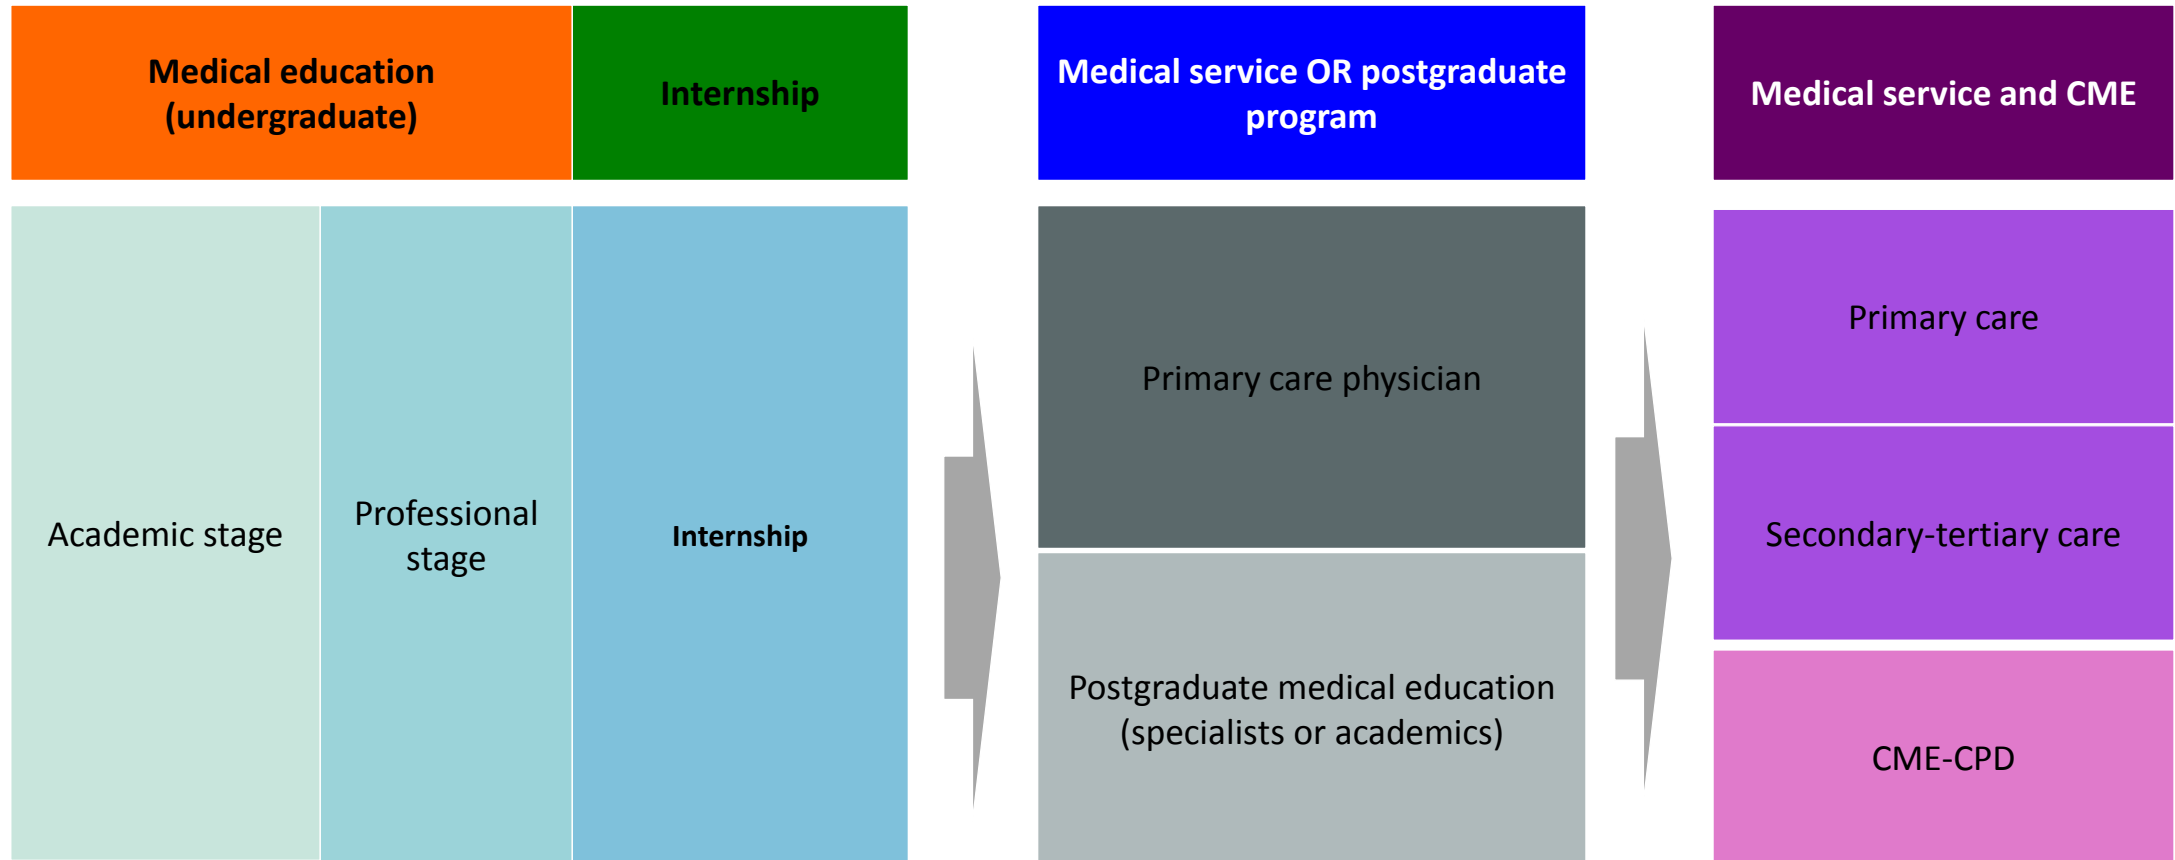 Medical education
(undergraduate)
Internship
Medical service OR postgraduate
program
Medical service and CME
Academic stage
Professional
stage
Internship
Primary care physician
Postgraduate medical education
(specialists or academics)
Primary care
Secondary-tertiary care
CME-CPD